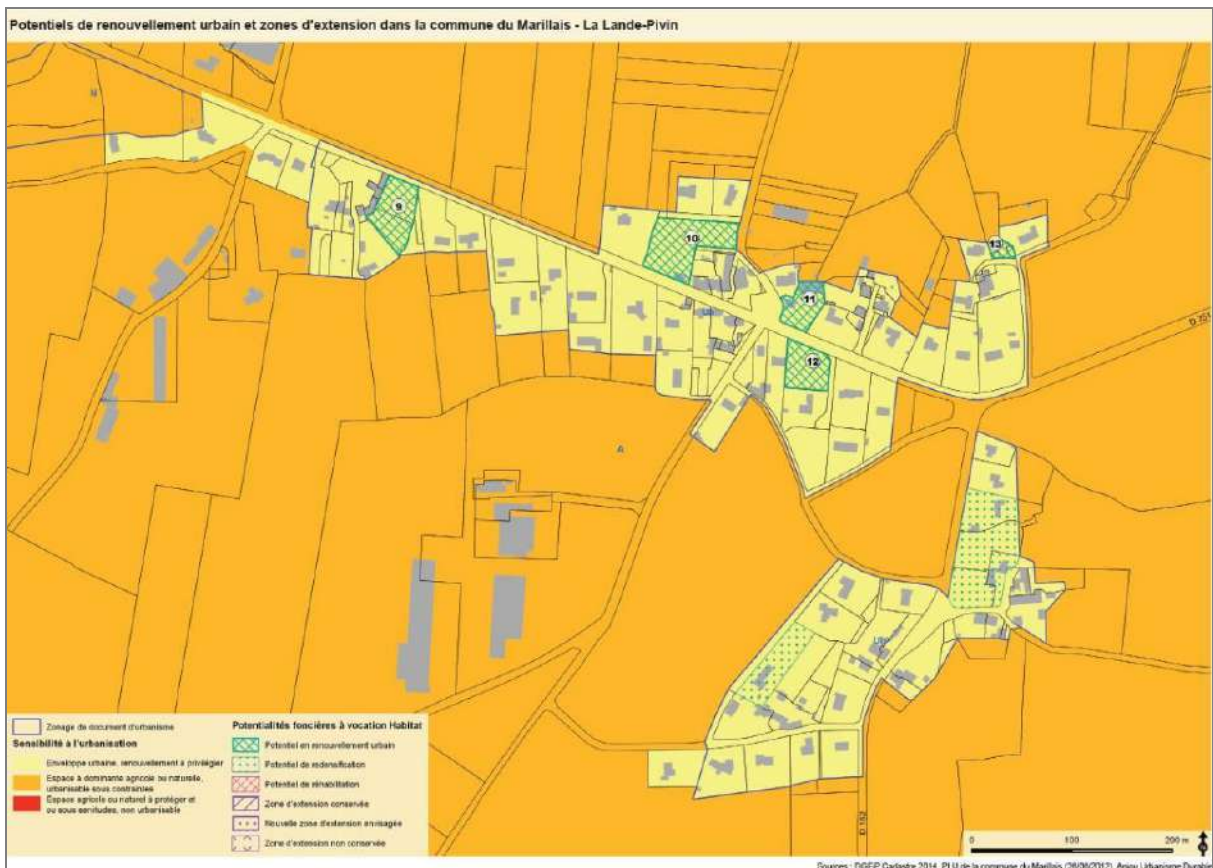 Potentiels de renouvellement urbain et zones d'extension dans la commune du Marillais - La Lande-Pivin
N
9
10
13
11
12
D 751
A
D 152
Zonage de document d'urbanisme
Sensibilité à l'urbanisation
Enveloppe urbaine, renouvellement à privilégier
Espace à dominante agricole ou naturelle,
urbanisable sous contraintes
Espace agricole ou naturel à protéger et
ou sous servitudes, non urbanisable
Potentialités foncières à vocation Habitat
Potentiel en renouvellement urbain
Potentiel de redensification
Potentiel de réhabilitation
Zone d'extension conservée
Nouvelle zone d'extension envisagée
Zone d'extension non conservée
0 100 200 m
Sources : DGFiP Cadastre 2014, PLU de la commune du Marillais (26/06/2012), Anjou Urbanisme Durable